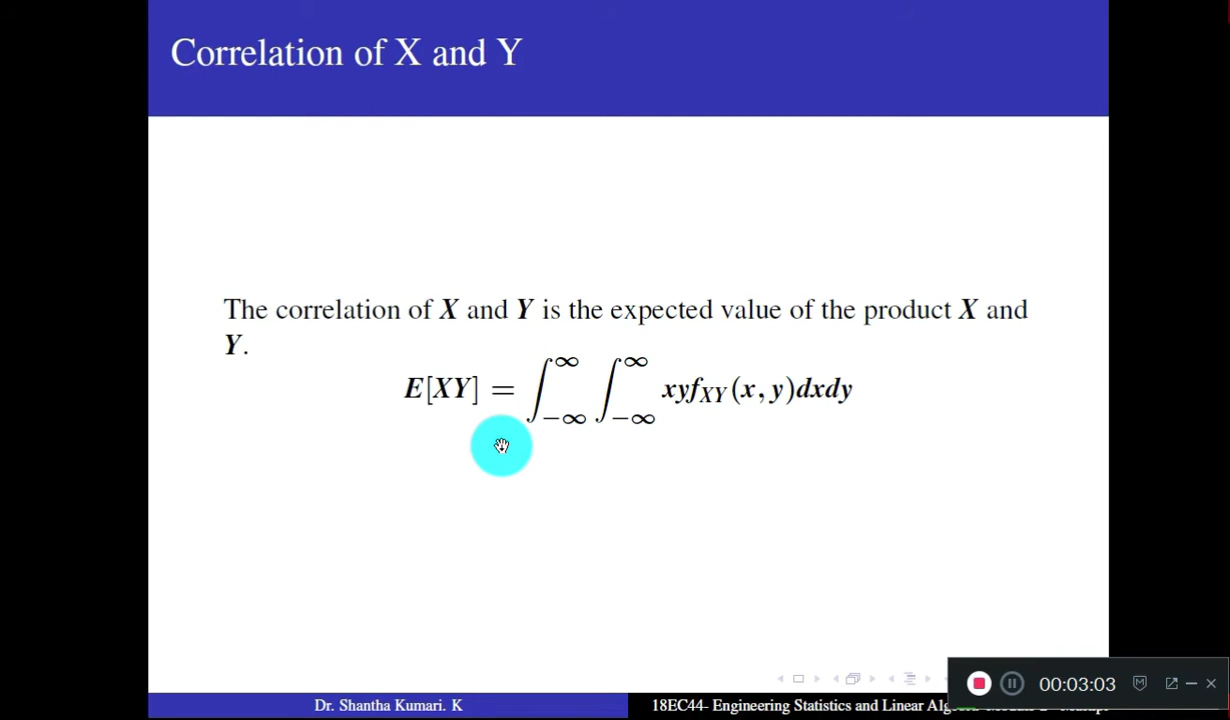 Correlation of X and Y
The correlation of X and Y is the expected value of the product X and
Y.
E[XY] = ∫_{-∞}^{∞} ∫_{-∞}^{∞} xyf_{XY}(x, y)dxdy
Dr. Shantha Kumari. K
18EC44- Engineering Statistics and Linear
00:03:03